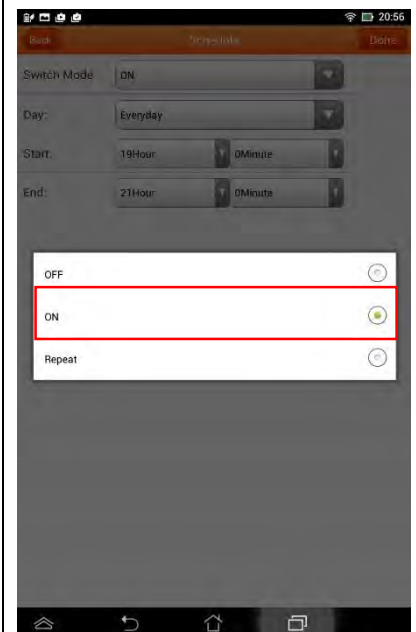 20:56
Back Schedule Done
Switch Mode ON
Day: Everyday
Start: 19Hour 0Minute
End: 21Hour 0Minute
OFF
ON
Repeat